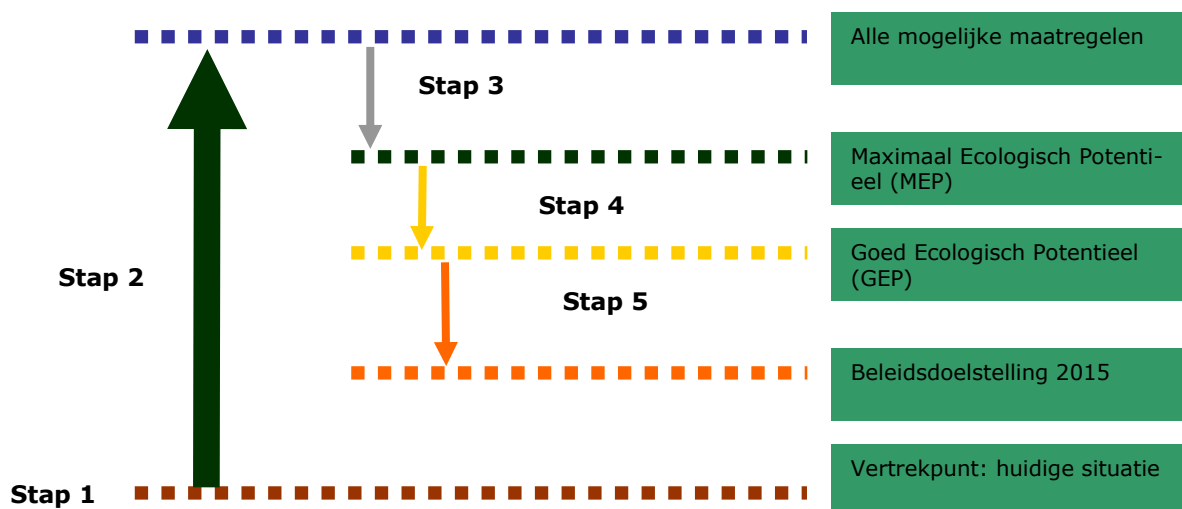 Alle mogelijke maatregelen
Stap 3
Maximaal Ecologisch Potenti-
eel (MEP)
Stap 4
Goed Ecologisch Potentieel
(GEP)
Stap 2
Stap 5
Beleidsdoelstelling 2015
Vertrekpunt: huidige situatie
Stap 1